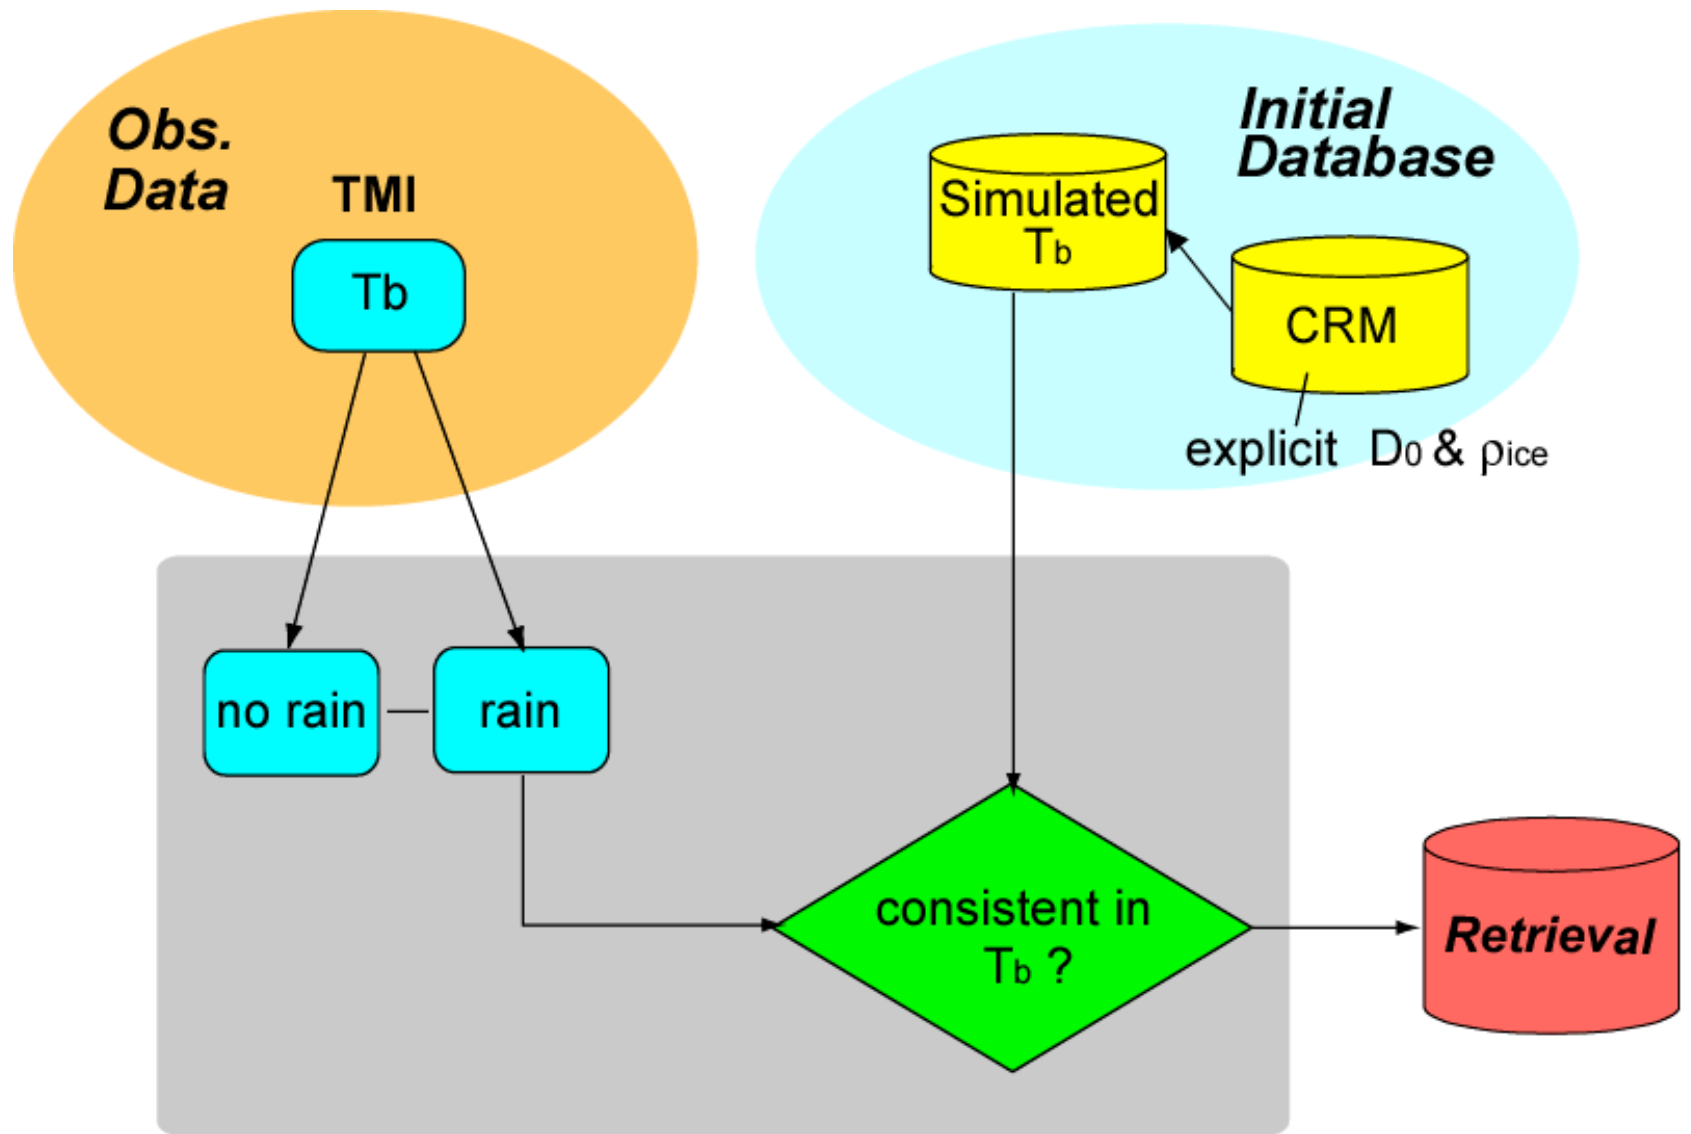 Obs.
Data
TMI
Tb
Initial
Database
Simulated
Tb
CRM
explicit D0 & ρice
no rain
rain
consistent in
Tb ?
Retrieval